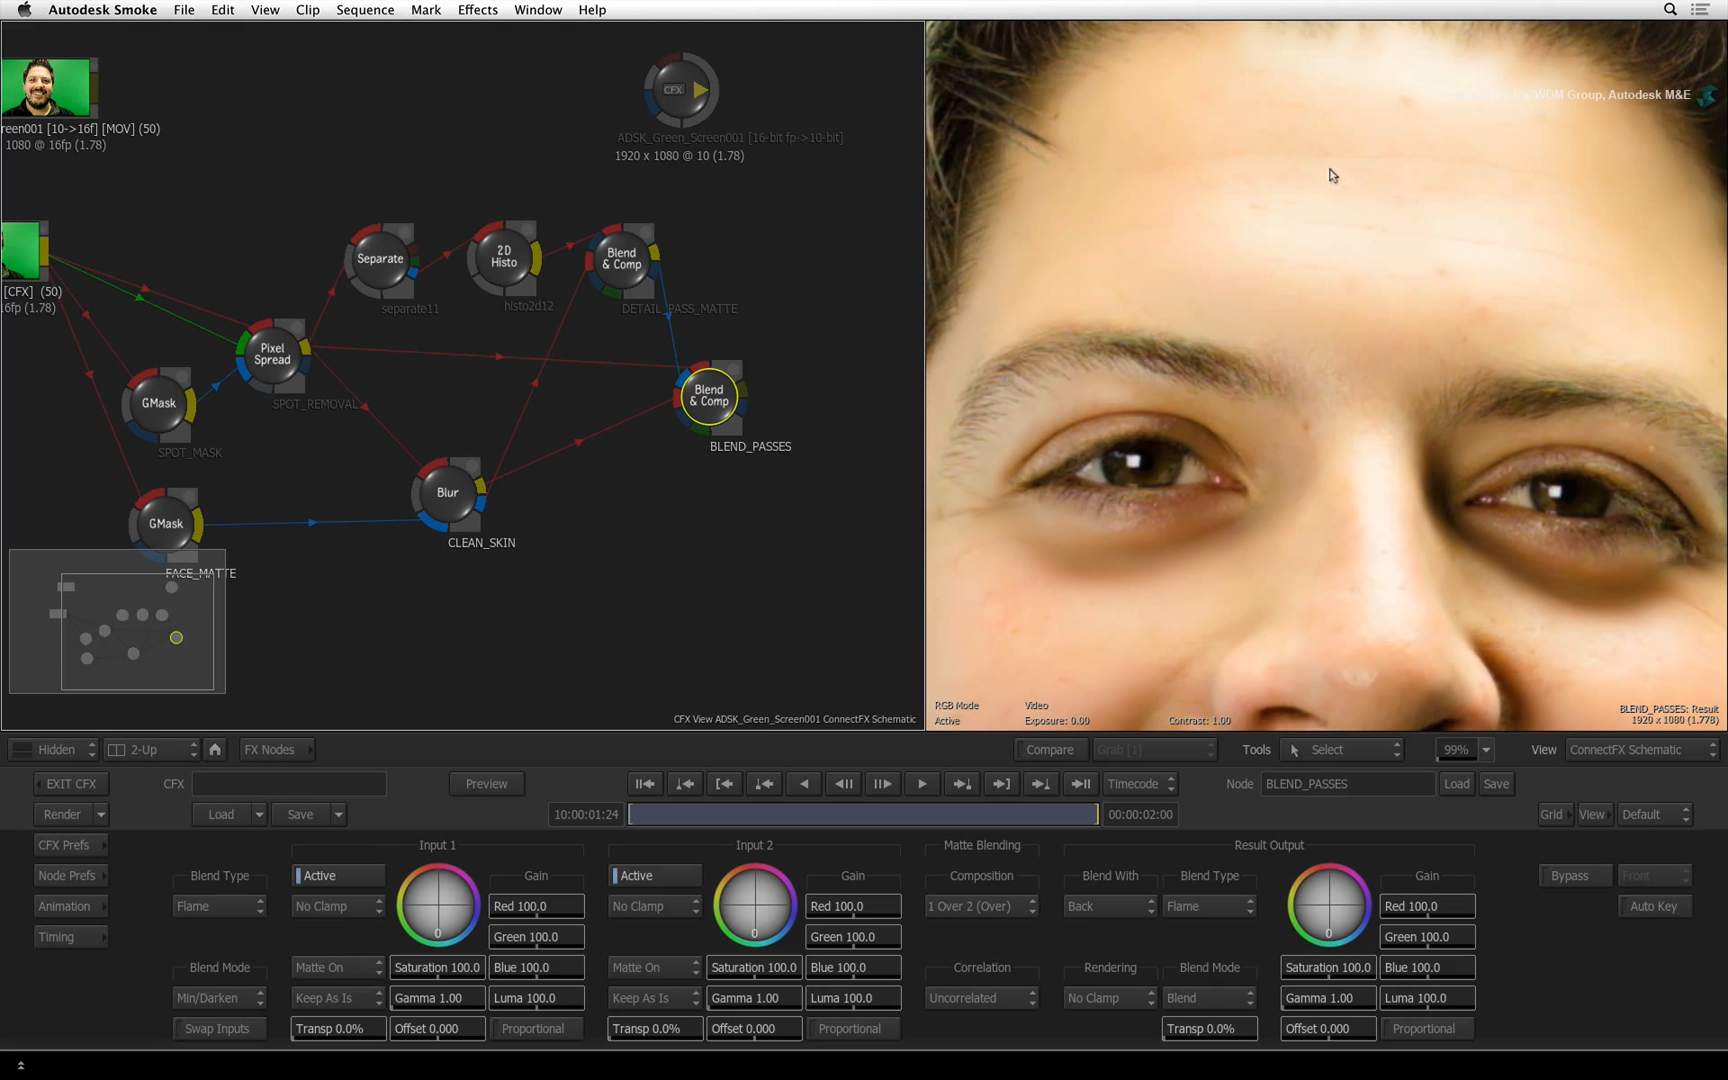 Autodesk Smoke File Edit View Clip Sequence Mark Effects Window Help
reen001 [10->16f] [MOV] (50)
1080 @ 16fp (1.78)
CFX
ADSK_Green_Screen001 [16-bit fp->10-bit]
1920 x 1080 @ 10 (1.78)
the WDM Group, Autodesk M&E
[CFX] (50)
16fp (1.78)
Separate
separate11
2D
Histo
histo2d12
Blend
& Comp
DETAIL_PASS_MATTE
Pixel
Spread
SPOT_REMOVAL
GMask
SPOT_MASK
Blend
& Comp
BLEND_PASSES
Blur
CLEAN_SKIN
GMask
FACE_MATTE
CFX View ADSK_Green_Screen001 ConnectFX Schematic
RGB Mode Video
Active Exposure: 0.00 Contrast: 1.00
BLEND_PASSES: Result
1920 x 1080 (1.778)
Hidden 2-Up FX Nodes Compare Grab [1] Tools Select 99% View ConnectFX Schematic
EXIT CFX CFX Preview Timecode Node BLEND_PASSES Load Save
Render Load Save 10:00:01:24 00:00:02:00 Grid View Default
CFX Prefs Input 1 Input 2 Matte Blending Result Output
Node Prefs Blend Type Active Gain Active Gain Composition Blend With Blend Type Gain Bypass Front
Animation Flame No Clamp 0 Red 100.0 No Clamp 0 Red 100.0 1 Over 2 (Over) Back Flame 0 Red 100.0 Auto Key
Timing Green 100.0 Green 100.0 Green 100.0
Blend Mode Matte On Saturation 100.0 Blue 100.0 Matte On Saturation 100.0 Blue 100.0 Correlation Rendering Blend Mode Saturation 100.0 Blue 100.0
Min/Darken Keep As Is Gamma 1.00 Luma 100.0 Keep As Is Gamma 1.00 Luma 100.0 Uncorrelated No Clamp Blend Gamma 1.00 Luma 100.0
Swap Inputs Transp 0.0% Offset 0.000 Proportional Transp 0.0% Offset 0.000 Proportional Transp 0.0% Offset 0.000 Proportional